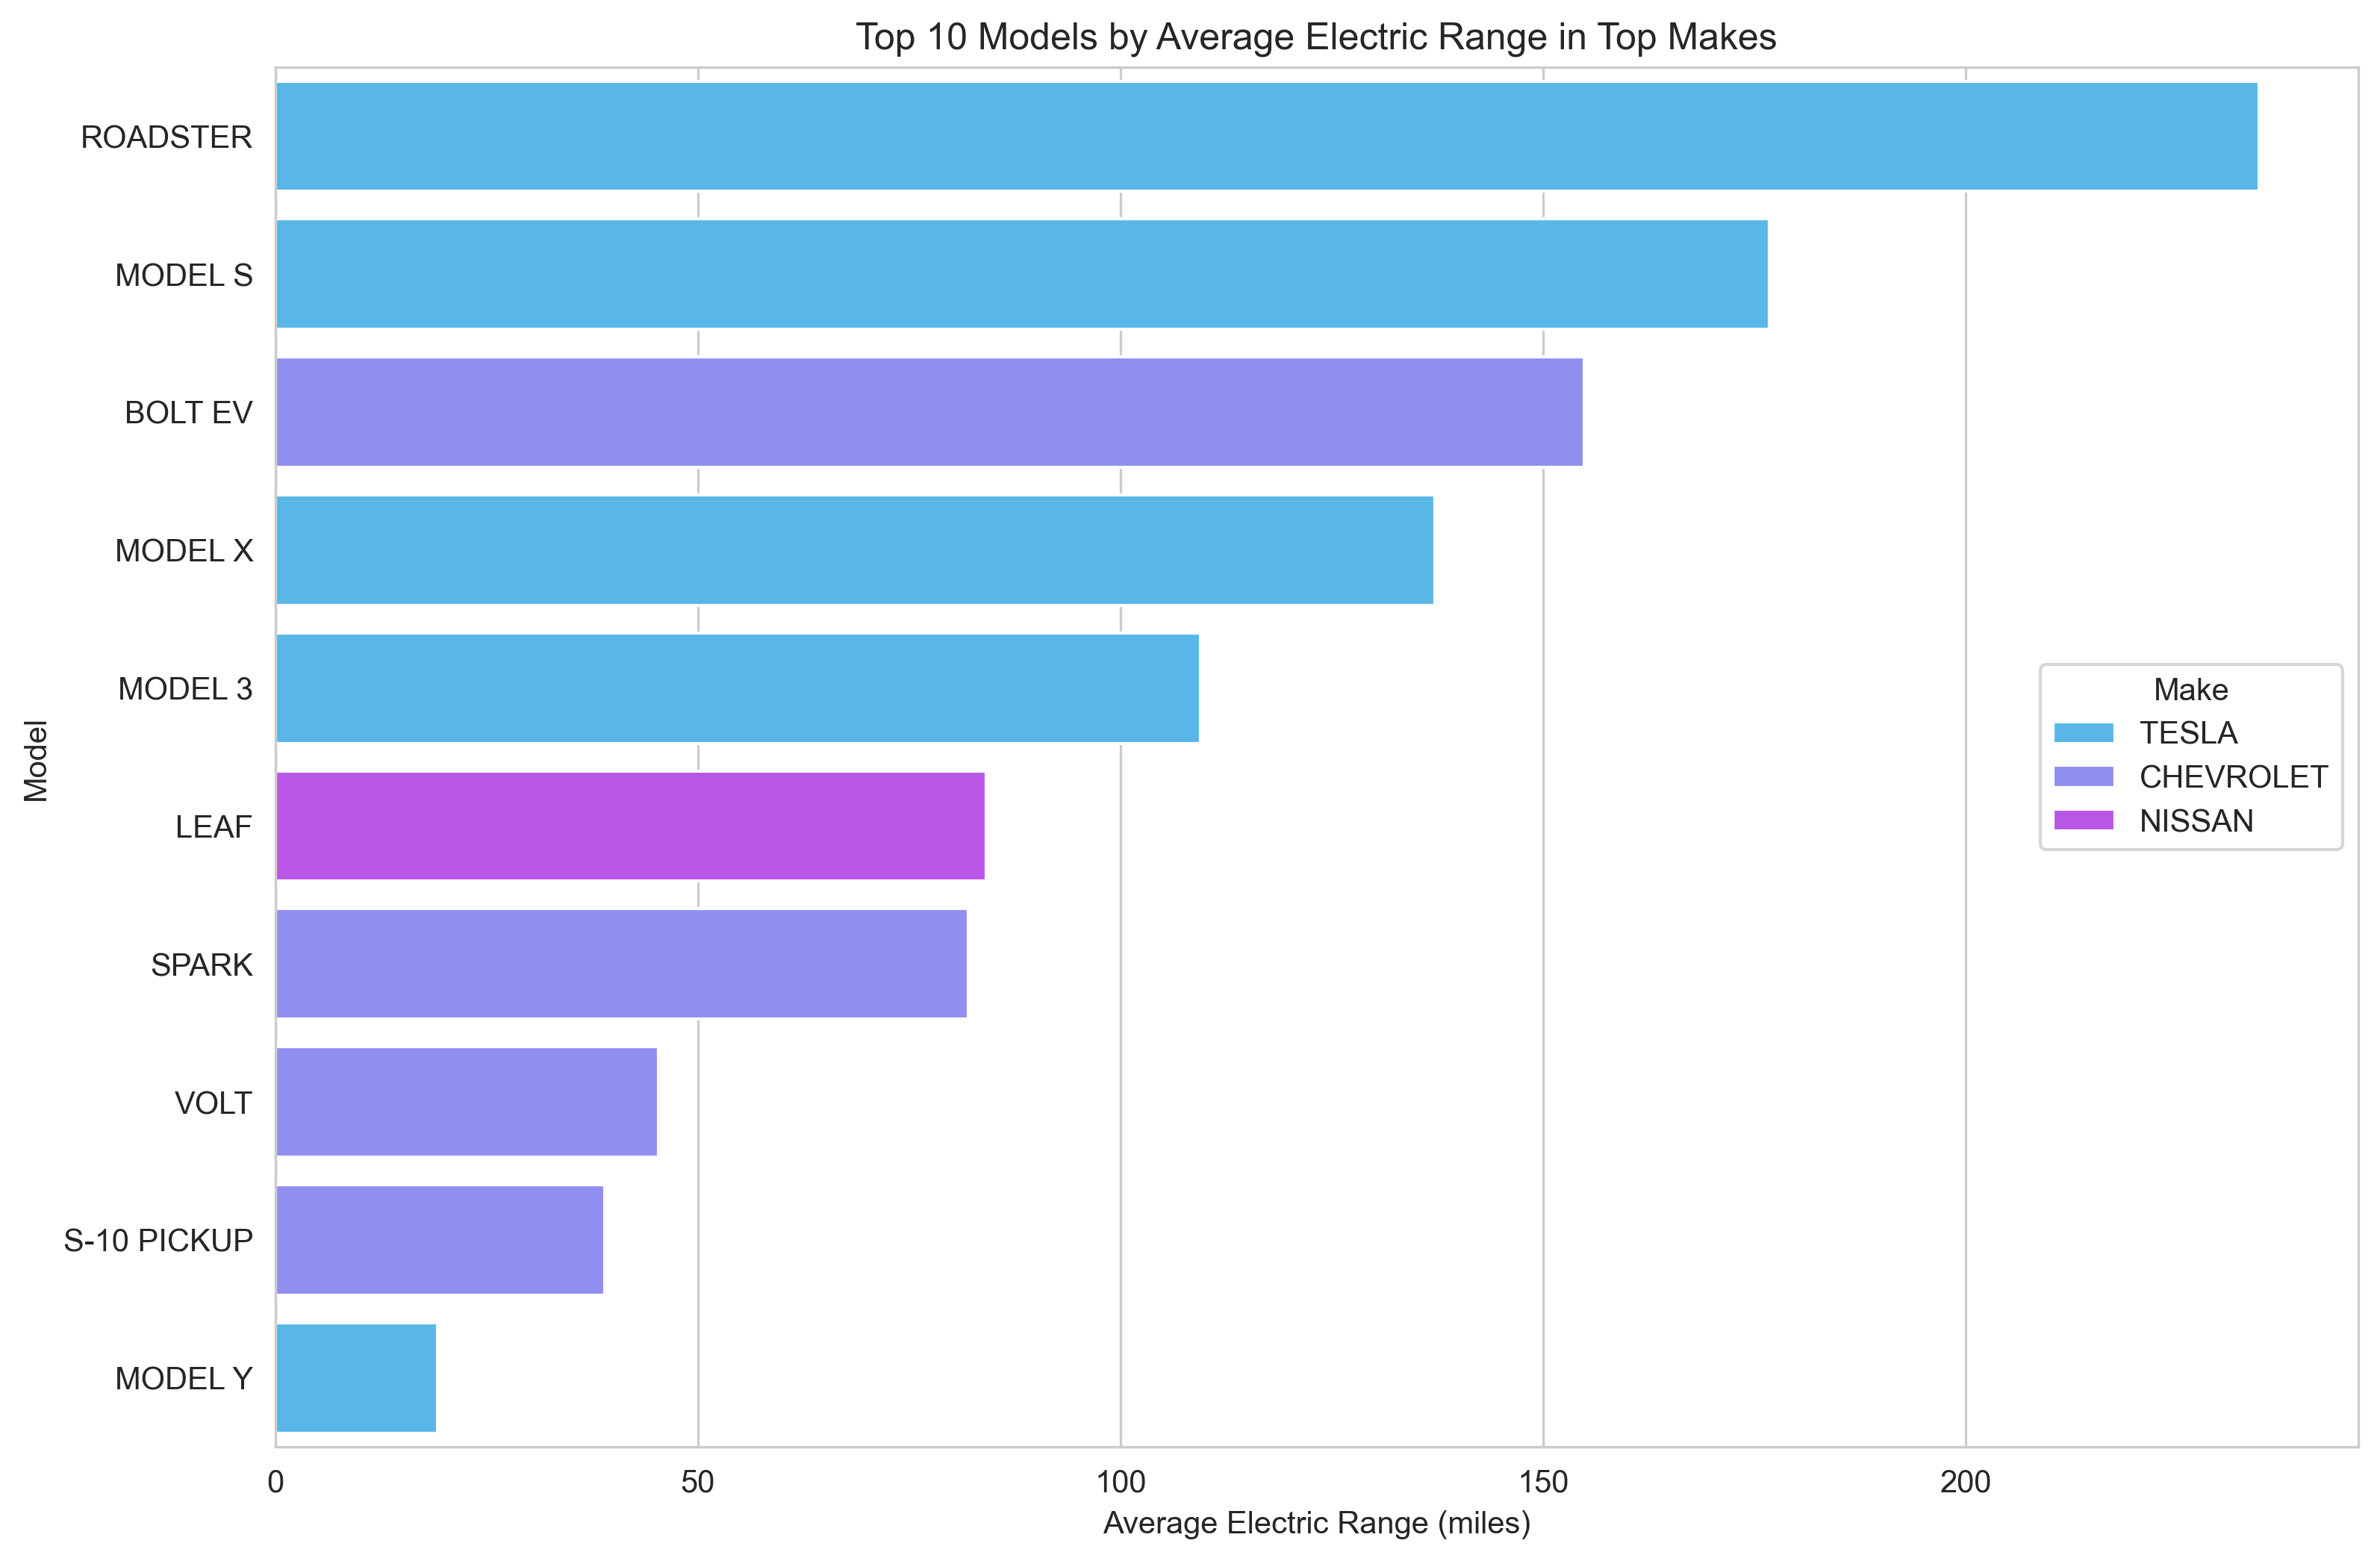 Top 10 Models by Average Electric Range in Top Makes
Model
ROADSTER
MODEL S
BOLT EV
MODEL X
MODEL 3
LEAF
SPARK
VOLT
S-10 PICKUP
MODEL Y
Make
TESLA
CHEVROLET
NISSAN
0 50 100 150 200
Average Electric Range (miles)